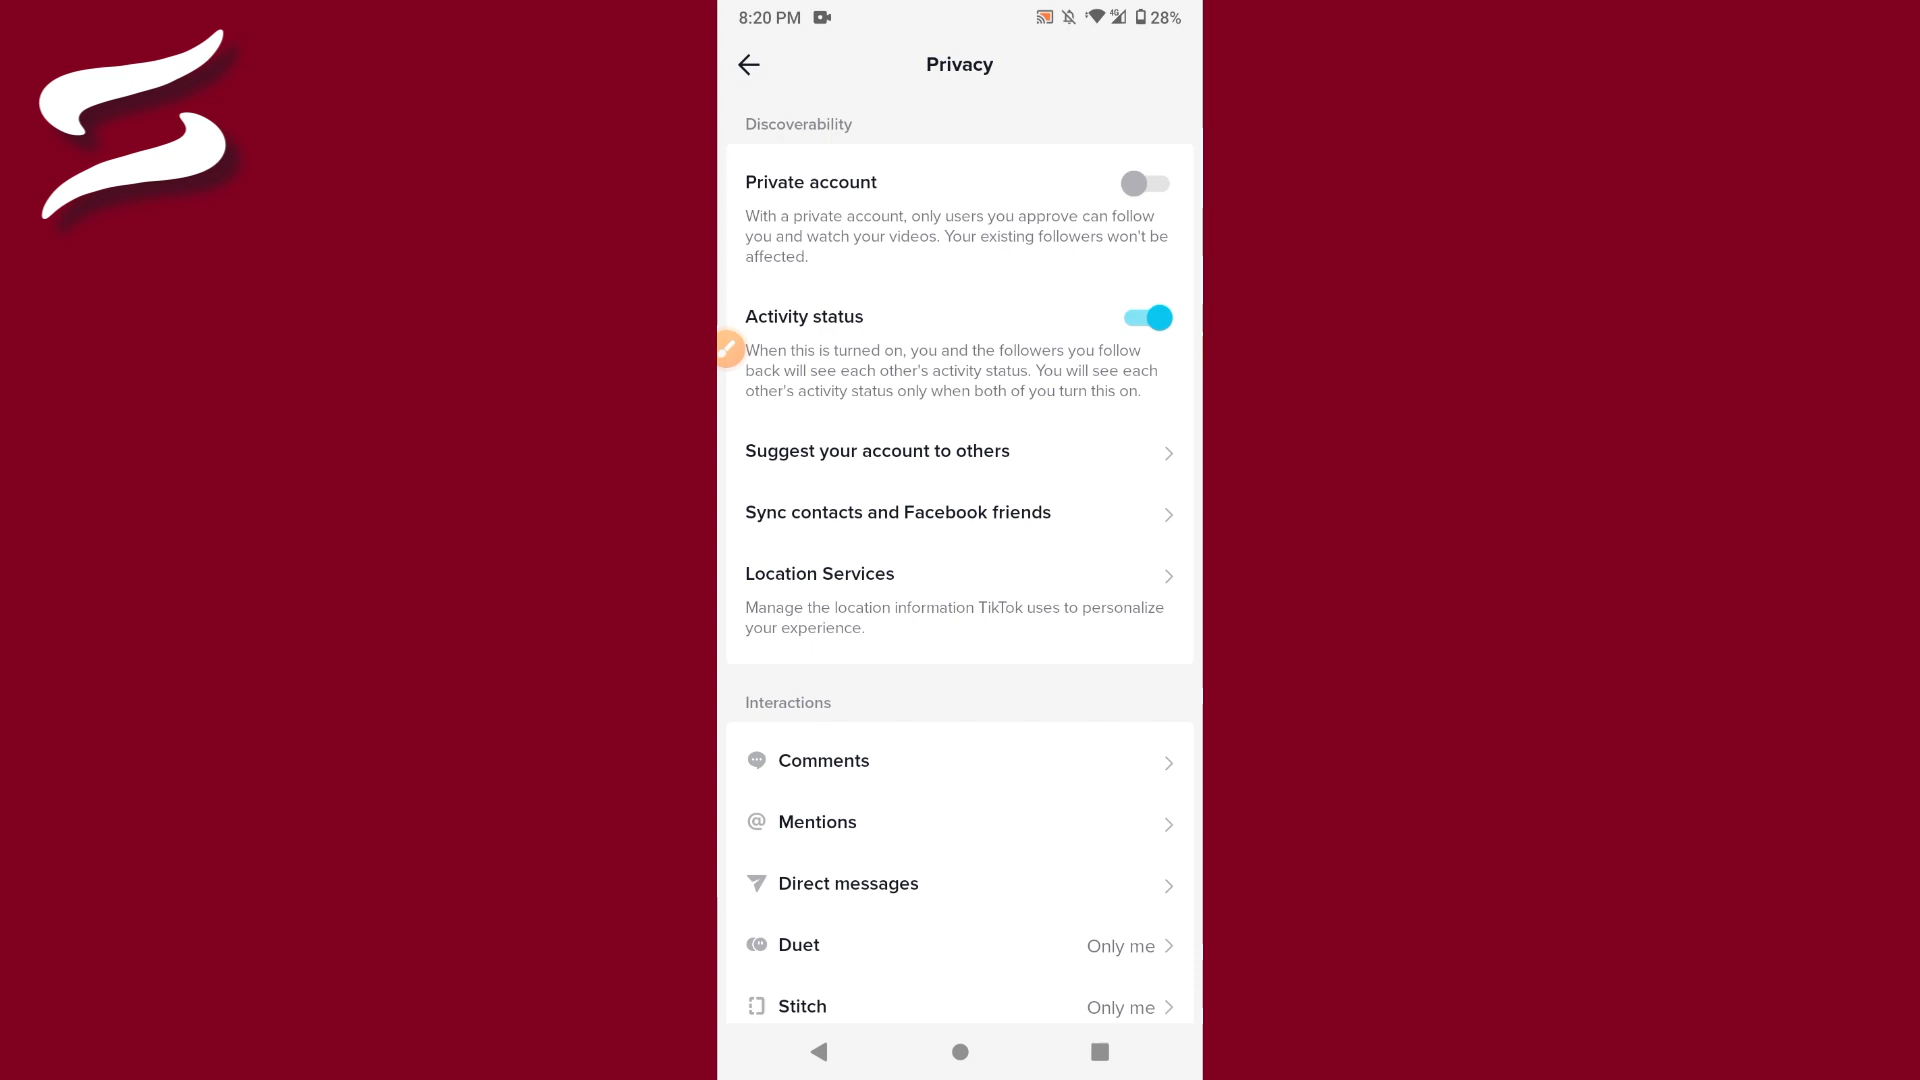 8:20 PM
4G
28%
Privacy
Discoverability
Private account
With a private account, only users you approve can follow
you and watch your videos. Your existing followers won't be
affected.
Activity status
When this is turned on, you and the followers you follow
back will see each other's activity status. You will see each
other's activity status only when both of you turn this on.
Suggest your account to others
Sync contacts and Facebook friends
Location Services
Manage the location information TikTok uses to personalize
your experience.
Interactions
Comments
@ Mentions
Direct messages
Duet Only me
Stitch Only me